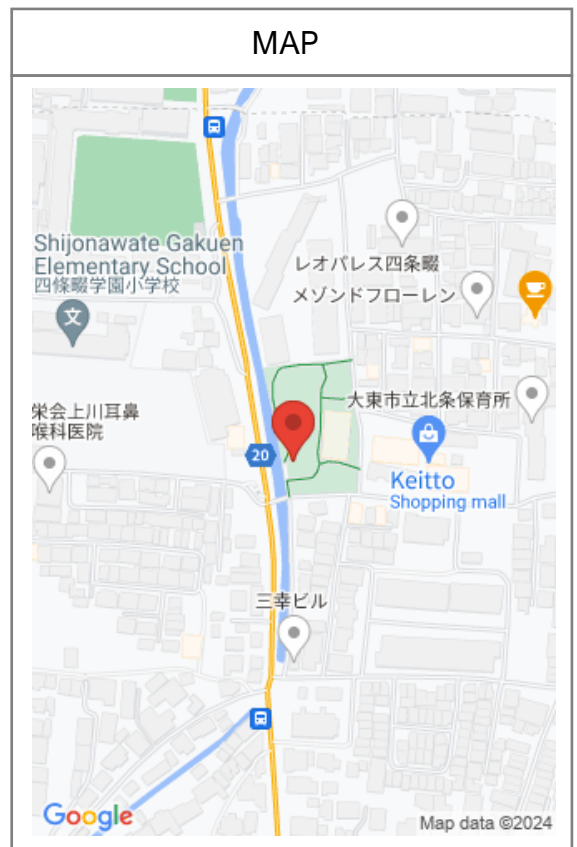 MAP
Shijonawate Gakuen
Elementary School
四條畷学園小学校
文
レオパレス四条畷
メゾンドフローレン
大東市立北条保育所
栄会上川耳鼻
喉科医院
20
Keitto
Shopping mall
三幸ビル
Google
Map data ©2024